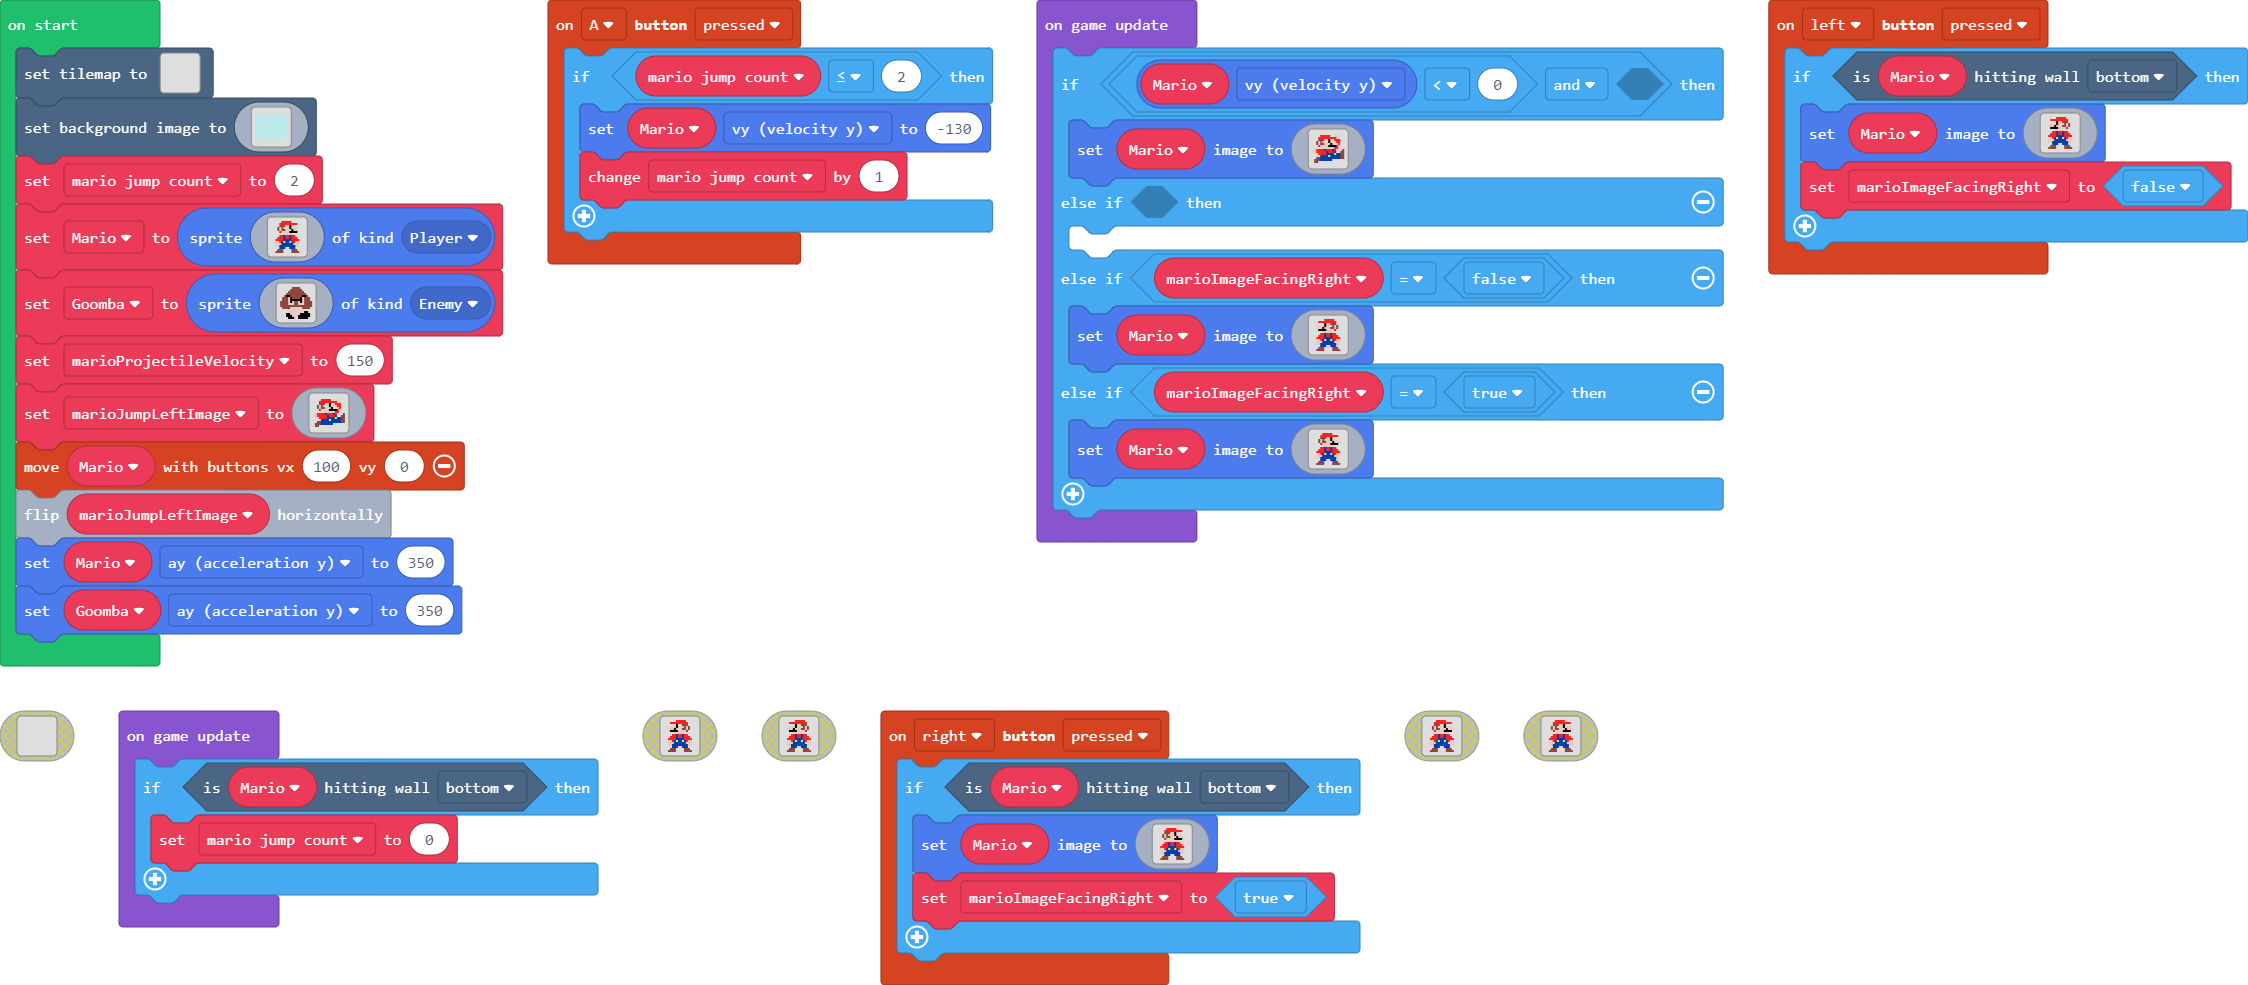 on start
set tilemap to
set background image to
set mario jump count to 2
set Mario to sprite of kind Player
set Goomba to sprite of kind Enemy
set marioProjectileVelocity to 150
set marioJumpLeftImage to
move Mario with buttons vx 100 vy 0
flip marioJumpLeftImage horizontally
set Mario ay (acceleration y) to 350
set Goomba ay (acceleration y) to 350
on A button pressed
if mario jump count ≤ 2 then
set Mario vy (velocity y) to -130
change mario jump count by 1
on game update
if Mario vy (velocity y) < 0 and then
set Mario image to
else if then
else if marioImageFacingRight = false then
set Mario image to
else if marioImageFacingRight = true then
set Mario image to
on left button pressed
if is Mario hitting wall bottom then
set Mario image to
set marioImageFacingRight to false
on game update
if is Mario hitting wall bottom then
set mario jump count to 0
on right button pressed
if is Mario hitting wall bottom then
set Mario image to
set marioImageFacingRight to true